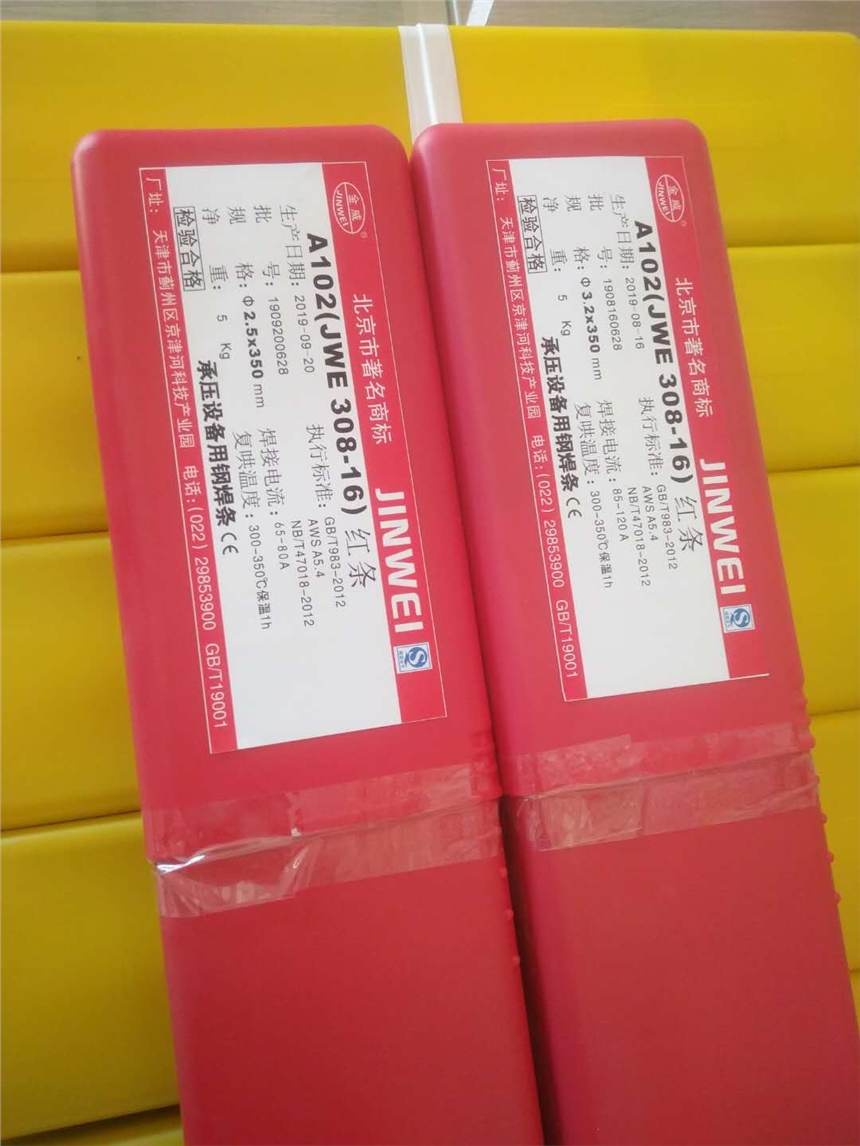 金威
JINWEI
®
北京市著名商标
JINWEI
A102(JWE 308-16) 红条
生产日期: 2019-09-20
执行标准: GB/T983-2012
AWS A5.4
NB/T47018-2012
批 号: 1909200628
规 格: Φ 2.5x350 mm
焊接电流: 65-80A
净 重: 5 Kg
复哄温度: 300-350℃保温1h
检验合格
承压设备用钢焊条 CE
厂址: 天津市蓟州区京津河科技产业园 电话:(022) 29853900 GB/T19001
金威
JINWEI
®
北京市著名商标
JINWEI
A102(JWE 308-16) 红条
生产日期: 2019-08-16
执行标准: GB/T983-2012
AWS A5.4
NB/T47018-2012
批 号: 1908160628
规 格: Φ 3.2x350 mm
焊接电流: 85-120A
净 重: 5 Kg
复哄温度: 300-350℃保温1h
检验合格
承压设备用钢焊条 CE
厂址: 天津市蓟州区京津河科技产业园 电话:(022) 29853900 GB/T19001